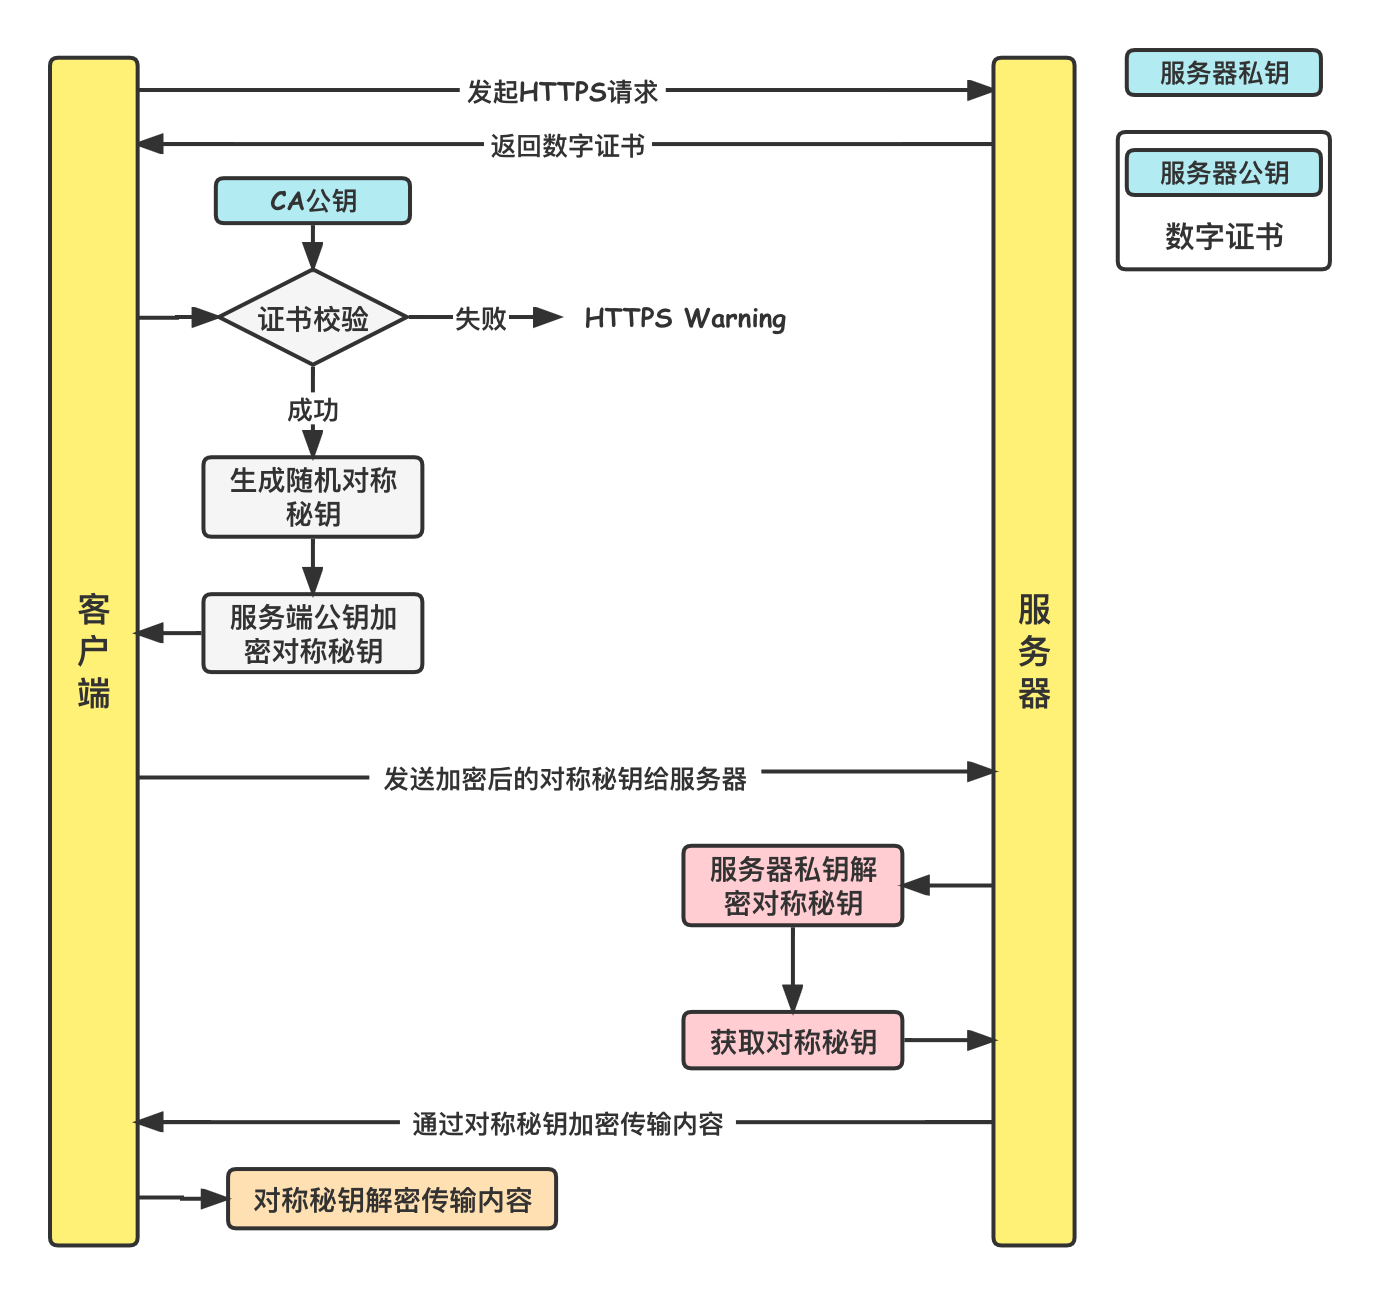 发起HTTPS请求
服务器私钥
返回数字证书
服务器公钥
数字证书
CA公钥
证书校验
失败
HTTPS Warning
成功
生成随机对称
秘钥
服务端公钥加
密对称秘钥
客
户
端
服
务
器
发送加密后的对称秘钥给服务器
服务器私钥解
密对称秘钥
获取对称秘钥
通过对称秘钥加密传输内容
对称秘钥解密传输内容